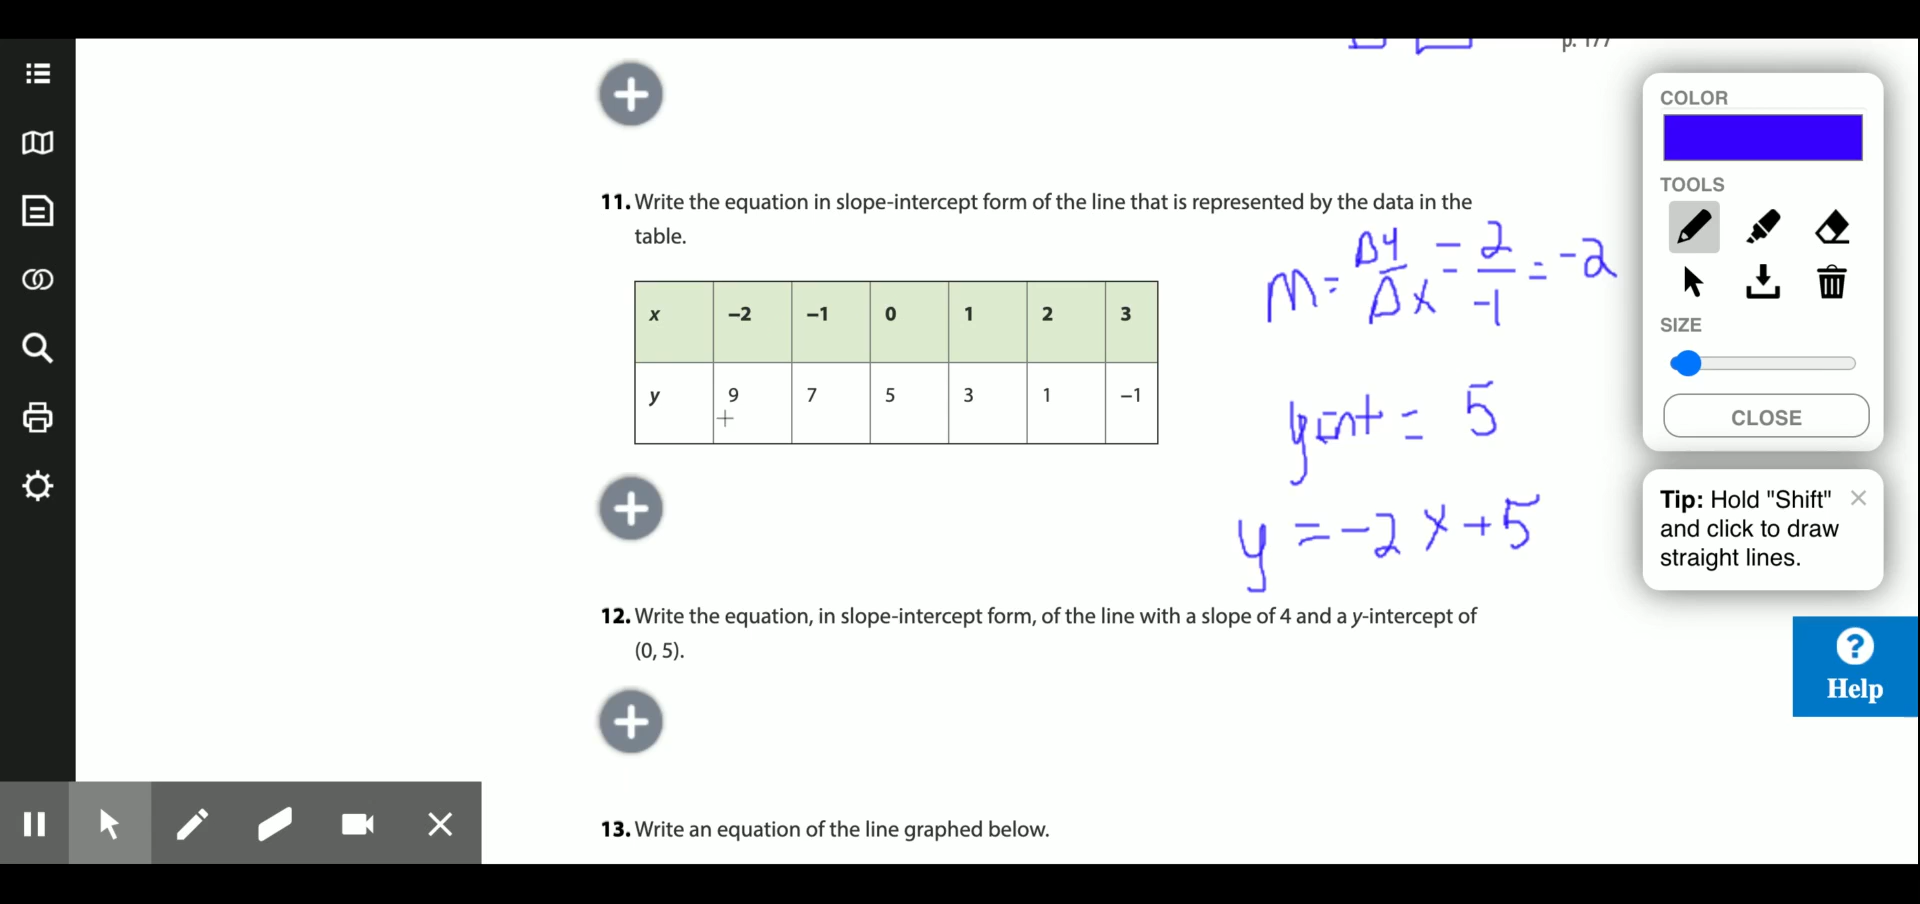 p. 177
COLOR
TOOLS
SIZE
CLOSE
Tip: Hold "Shift"
and click to draw
straight lines.
Help
11. Write the equation in slope-intercept form of the line that is represented by the data in the
table.
x –2 –1 0 1 2 3
y 9 7 5 3 1 –1
m = Δy/Δx = 2/-1 = -2
y int = 5
y = -2x+5
12. Write the equation, in slope-intercept form, of the line with a slope of 4 and a y-intercept of
(0, 5).
13. Write an equation of the line graphed below.